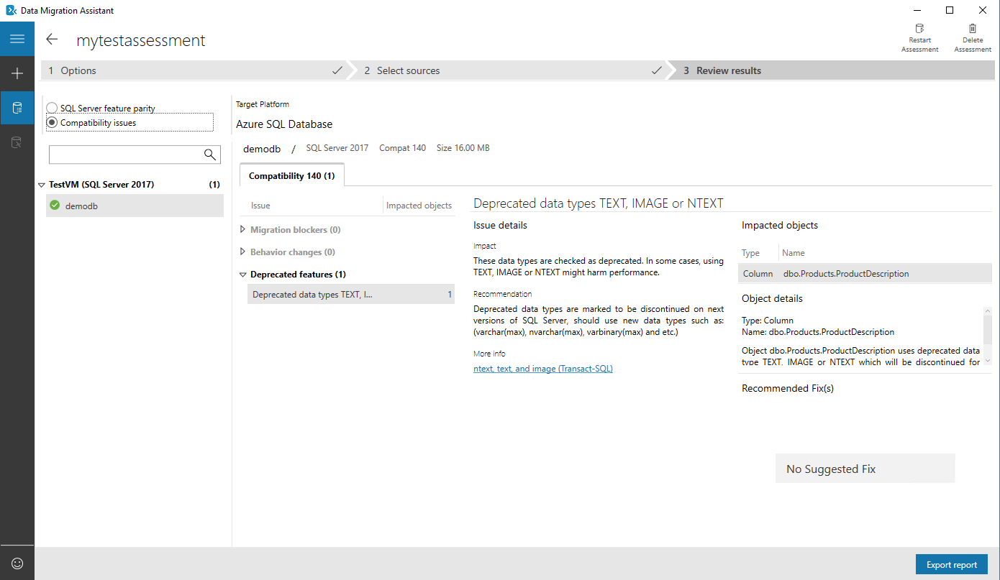 Data Migration Assistant
mytestassessment
Restart
Assessment
Delete
Assessment
1 Options
2 Select sources
3 Review results
SQL Server feature parity
Compatibility issues
TestVM (SQL Server 2017) (1)
demodb
Target Platform
Azure SQL Database
demodb / SQL Server 2017 Compat 140 Size 16.00 MB
Compatibility 140 (1)
Issue Impacted objects
Migration blockers (0)
Behavior changes (0)
Deprecated features (1)
Deprecated data types TEXT, I... 1
Deprecated data types TEXT, IMAGE or NTEXT
Issue details
Impact
These data types are checked as deprecated. In some cases, using
TEXT, IMAGE or NTEXT might harm performance.
Recommendation
Deprecated data types are marked to be discontinued on next
versions of SQL Server, should use new data types such as:
(varchar(max), nvarchar(max), varbinary(max) and etc.)
More info
ntext, text, and image (Transact-SQL)
Impacted objects
Type Name
Column dbo.Products.ProductDescription
Object details
Type: Column
Name: dbo.Products.ProductDescription
Object dbo.Products.ProductDescription uses deprecated data
type TEXT, IMAGE or NTEXT which will be discontinued for
Recommended Fix(s)
No Suggested Fix
Export report